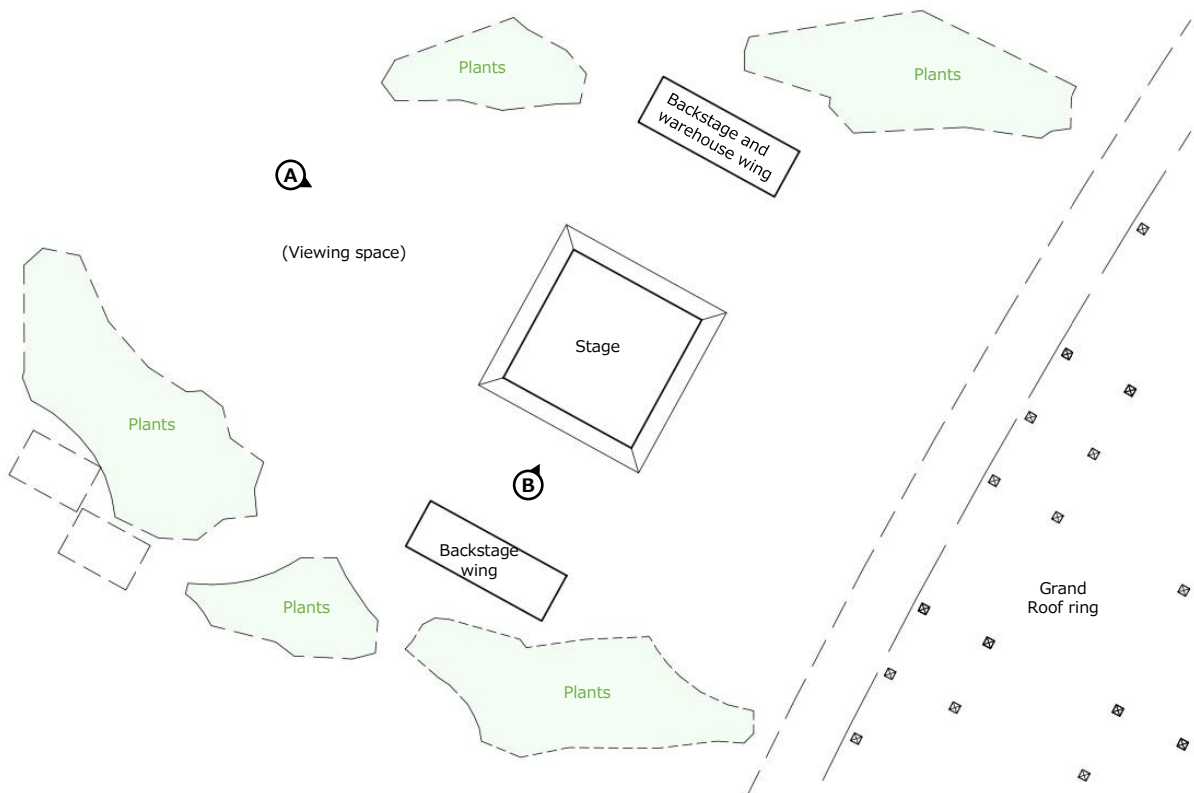 Plants
Plants
Backstage and
warehouse wing
A
(Viewing space)
Stage
Plants
B
Backstage
wing
Grand
Roof ring
Plants
Plants